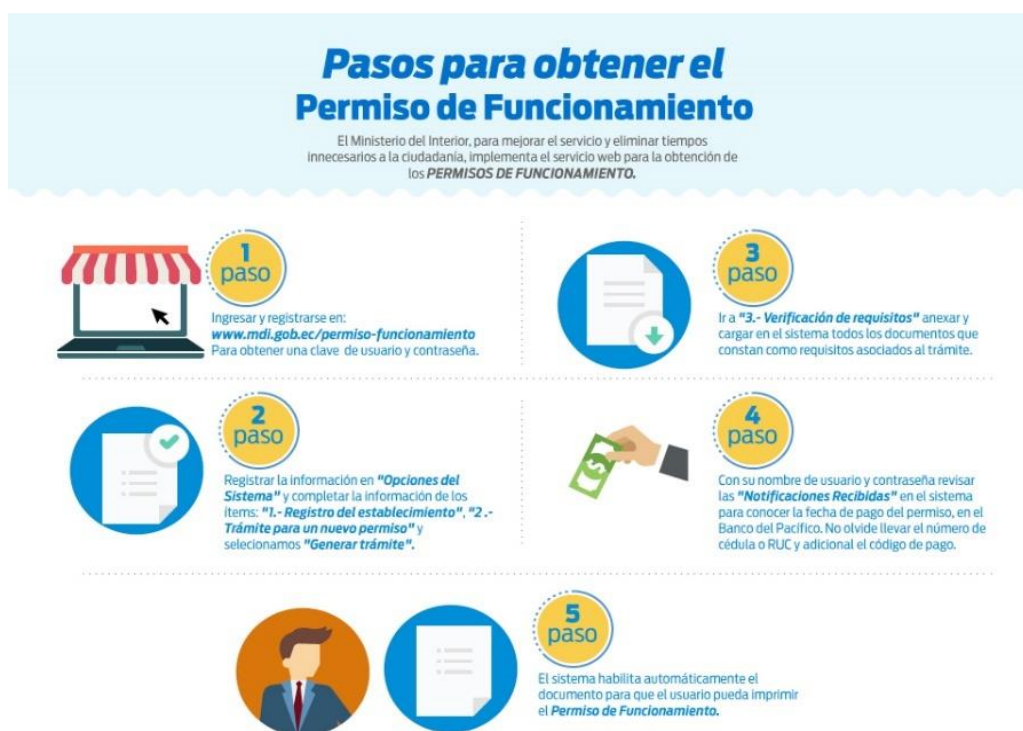 Pasos para obtener el
Permiso de Funcionamiento
El Ministerio del Interior, para mejorar el servicio y eliminar tiempos
innecesarios a la ciudadanía, implementa el servicio web para la obtención de
los PERMISOS DE FUNCIONAMIENTO.
1
paso
Ingresar y registrarse en:
www.mdi.gob.ec/permiso-funcionamiento
Para obtener una clave de usuario y contraseña.
2
paso
Registrar la información en "Opciones del
Sistema" y completar la información de los
ítems: "1.- Registro del establecimiento", "2 .-
Trámite para un nuevo permiso" y
selecionamos "Generar trámite".
3
paso
Ir a "3.- Verificación de requisitos" anexar y
cargar en el sistema todos los documentos que
constan como requisitos asociados al trámite.
4
paso
Con su nombre de usuario y contraseña revisar
las "Notificaciones Recibidas" en el sistema
para conocer la fecha de pago del permiso, en el
Banco del Pacífico. No olvide llevar el número de
cédula o RUC y adicional el código de pago.
5
paso
El sistema habilita automáticamente el
documento para que el usuario pueda imprimir
el Permiso de Funcionamiento.